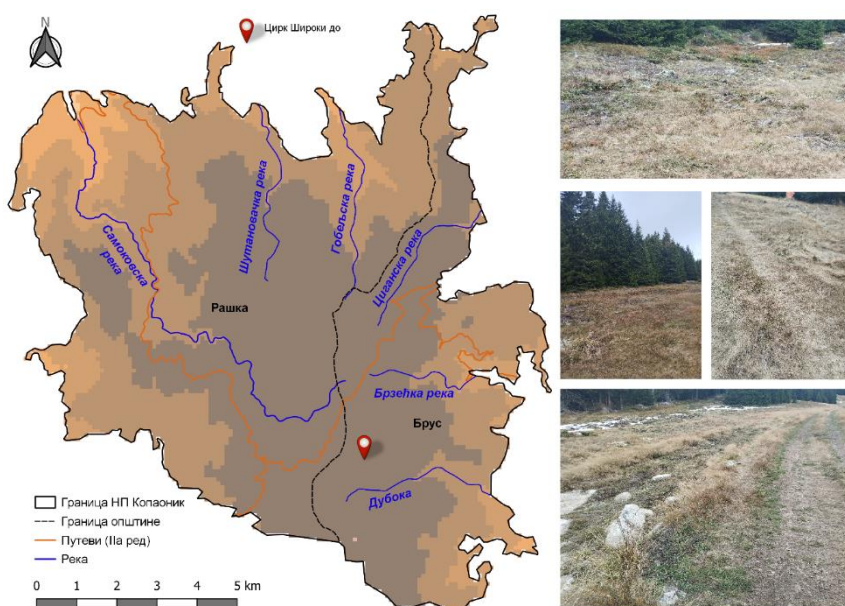 Цирк Широки до
Шутановачка река
Гобељска река
Самоковска
река
Циганска река
Рашка
Брзећка река
Брус
Дубока
Граница НП Копаоник
Граница општине
Путеви (IIа ред)
Река
0 1 2 3 4 5 km